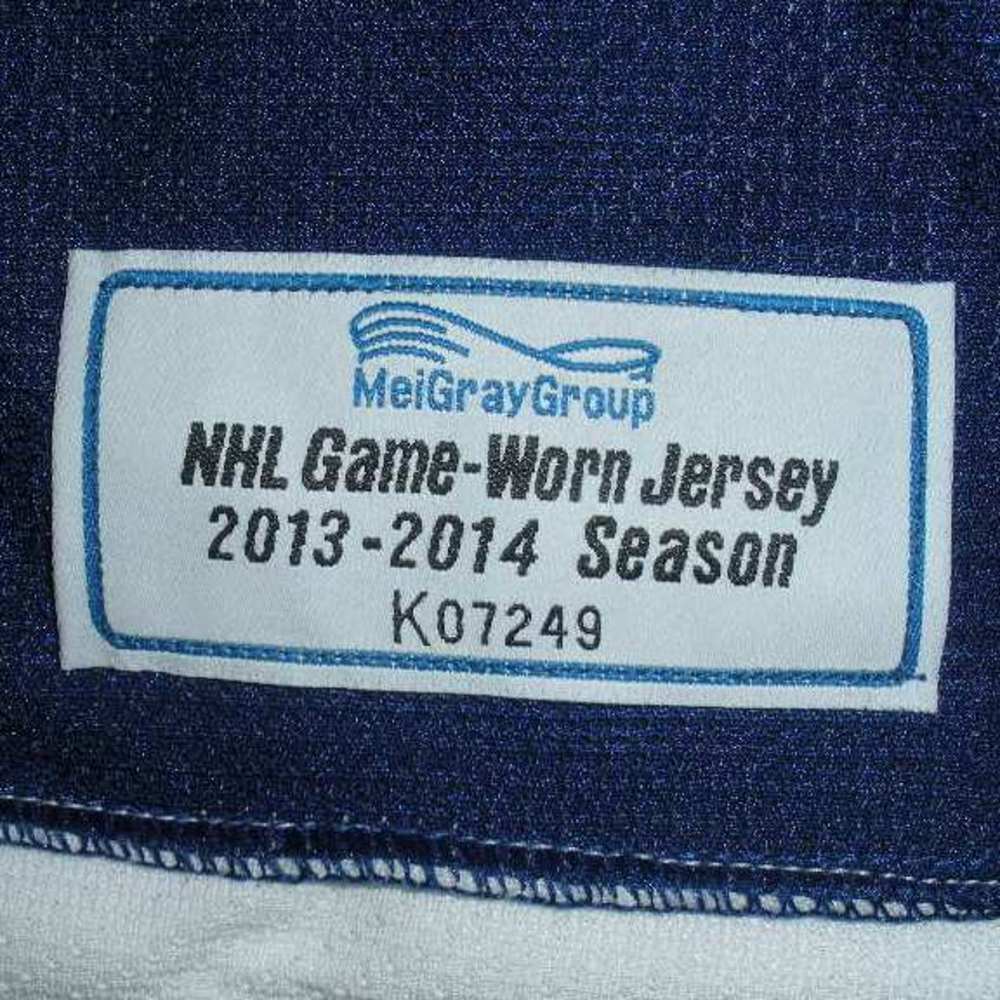 MeiGrayGroup
NHL Game-Worn Jersey
2013-2014 Season
K07249